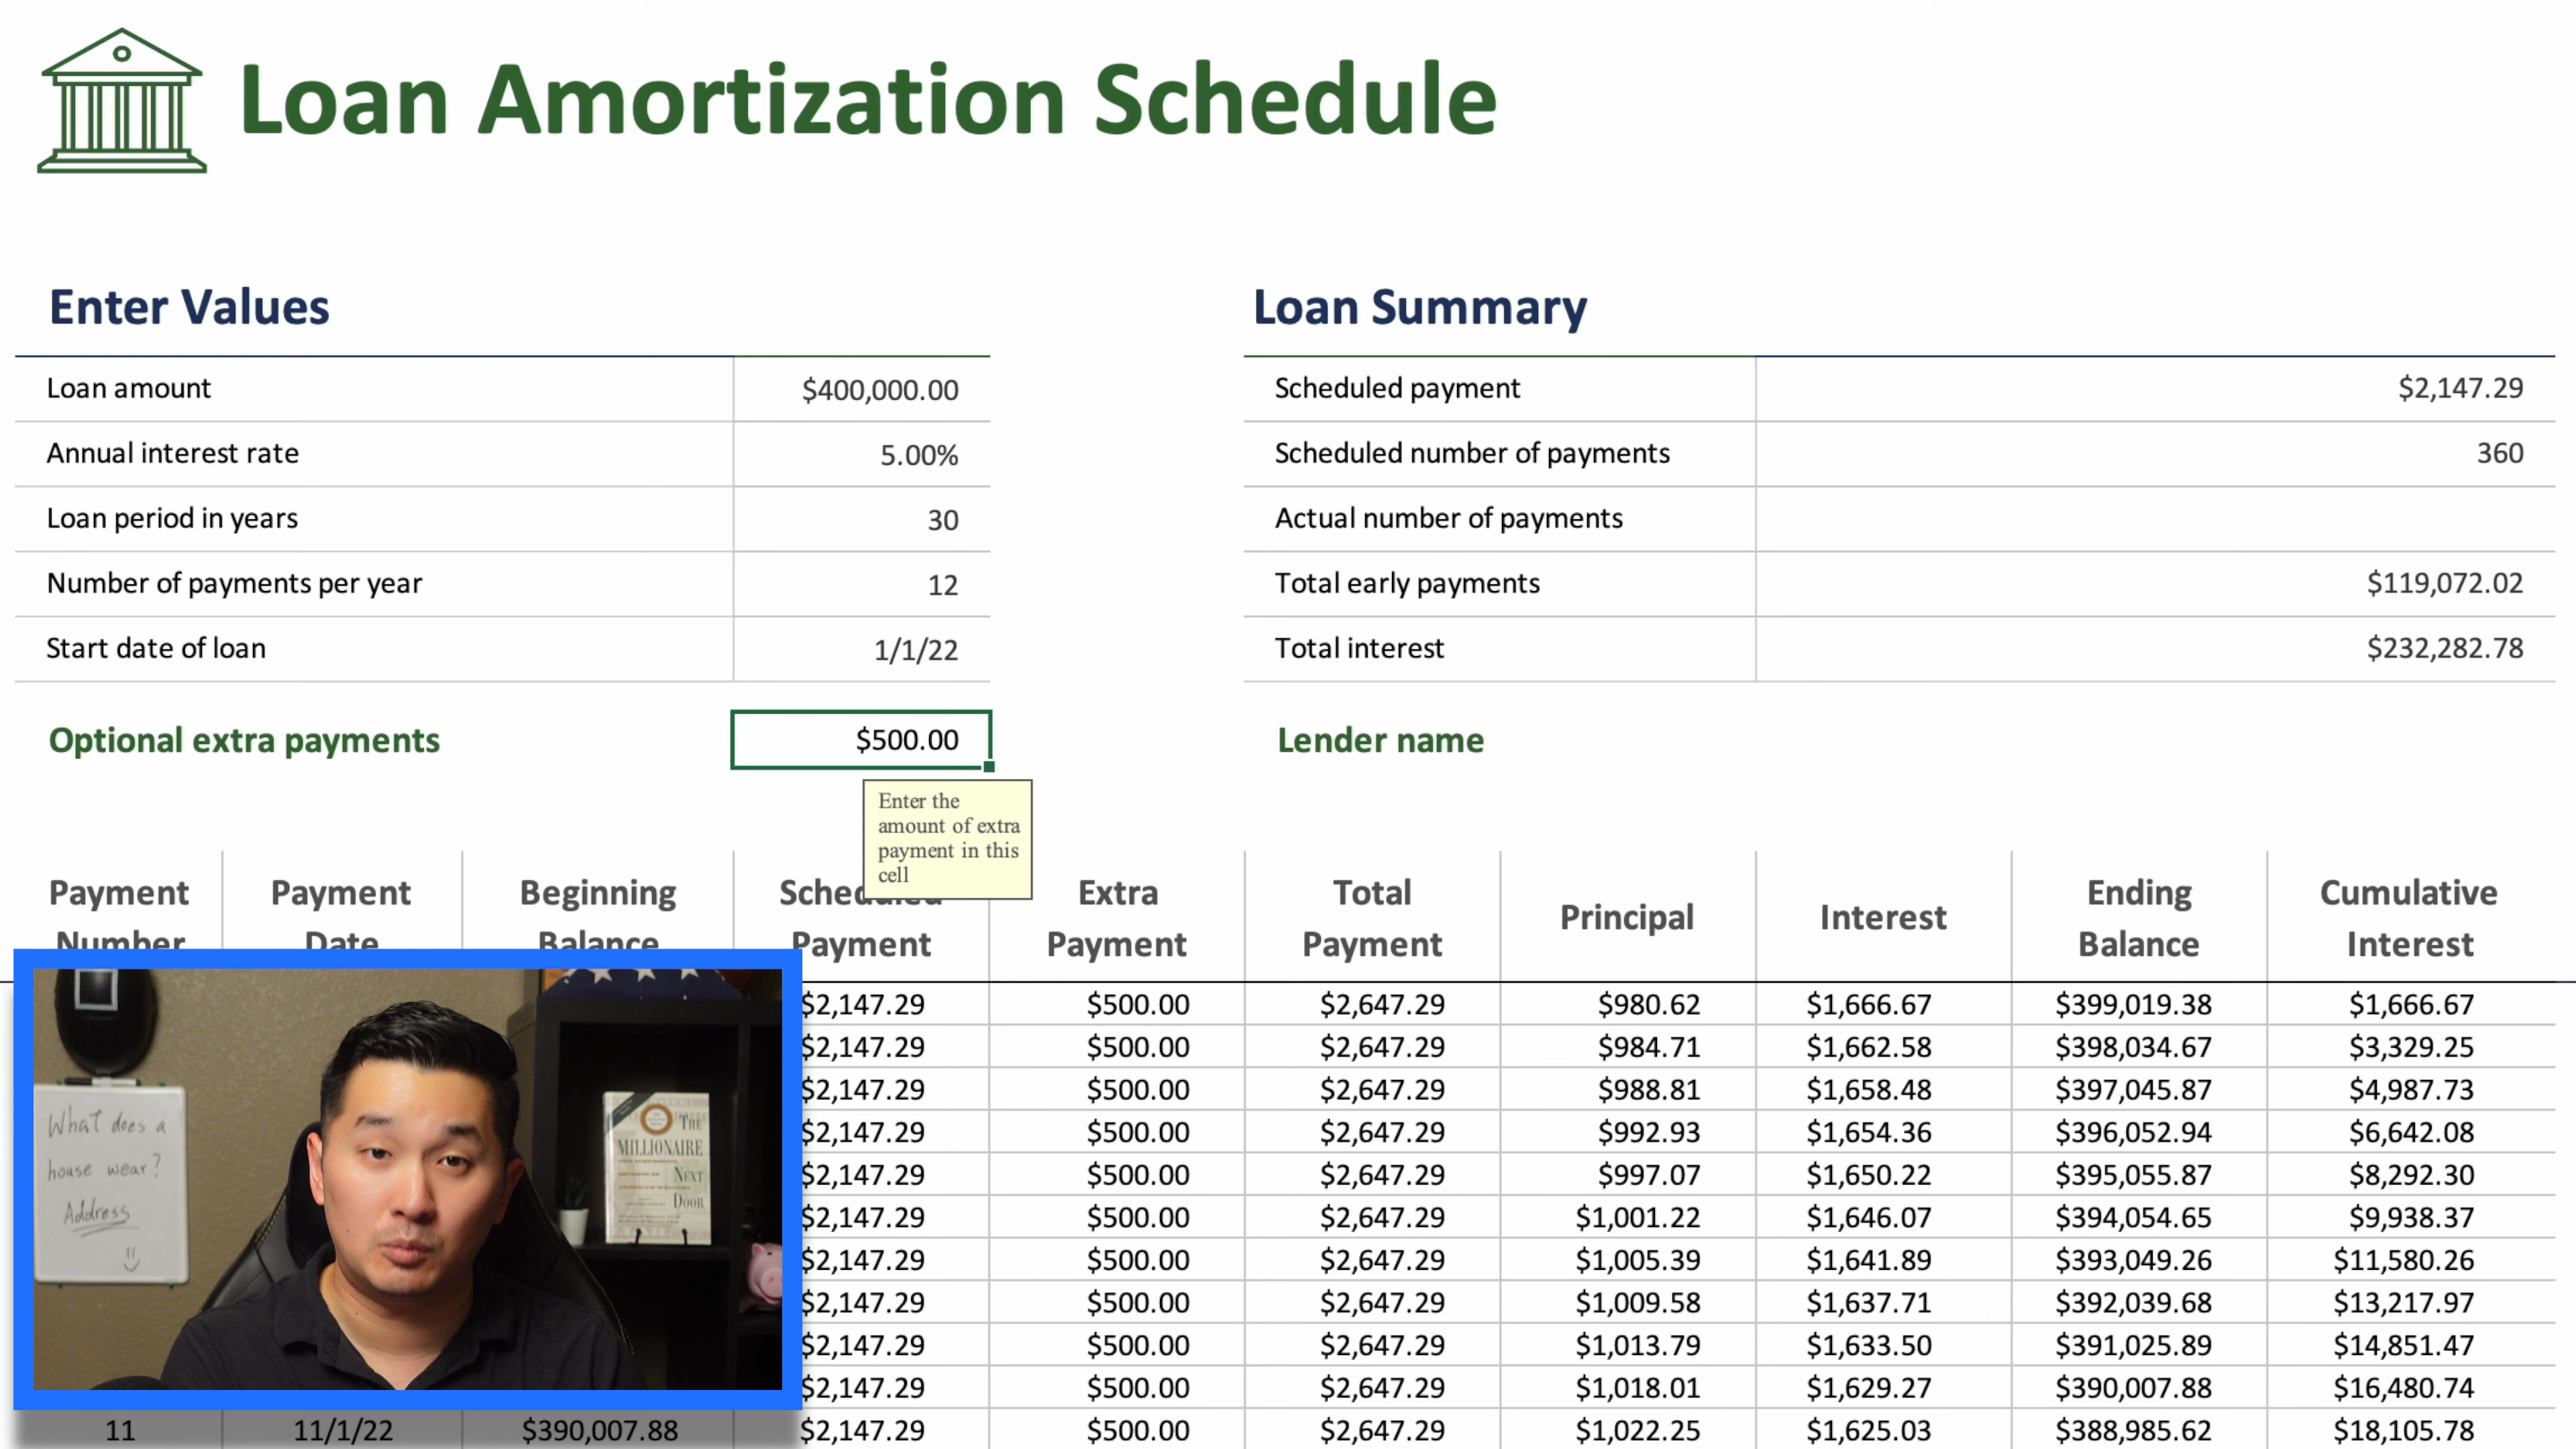 Loan Amortization Schedule
Enter Values
Loan amount $400,000.00
Annual interest rate 5.00%
Loan period in years 30
Number of payments per year 12
Start date of loan 1/1/22
Optional extra payments $500.00
Enter the
amount of extra
payment in this
cell
Loan Summary
Scheduled payment $2,147.29
Scheduled number of payments 360
Actual number of payments
Total early payments $119,072.02
Total interest $232,282.78
Lender name
Payment Number Payment Date Beginning Balance Scheduled Payment Extra Payment Total Payment Principal Interest Ending Balance Cumulative Interest
$2,147.29 $500.00 $2,647.29 $980.62 $1,666.67 $399,019.38 $1,666.67
$2,147.29 $500.00 $2,647.29 $984.71 $1,662.58 $398,034.67 $3,329.25
$2,147.29 $500.00 $2,647.29 $988.81 $1,658.48 $397,045.87 $4,987.73
$2,147.29 $500.00 $2,647.29 $992.93 $1,654.36 $396,052.94 $6,642.08
$2,147.29 $500.00 $2,647.29 $997.07 $1,650.22 $395,055.87 $8,292.30
$2,147.29 $500.00 $2,647.29 $1,001.22 $1,646.07 $394,054.65 $9,938.37
$2,147.29 $500.00 $2,647.29 $1,005.39 $1,641.89 $393,049.26 $11,580.26
$2,147.29 $500.00 $2,647.29 $1,009.58 $1,637.71 $392,039.68 $13,217.97
$2,147.29 $500.00 $2,647.29 $1,013.79 $1,633.50 $391,025.89 $14,851.47
$2,147.29 $500.00 $2,647.29 $1,018.01 $1,629.27 $390,007.88 $16,480.74
11 11/1/22 $390,007.88 $2,147.29 $500.00 $2,647.29 $1,022.25 $1,625.03 $388,985.62 $18,105.78
What does a
house wear?
Address
THE
MILLIONAIRE
NEXT
DOOR